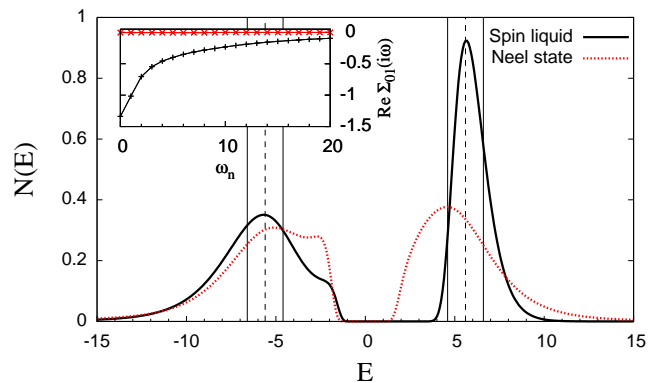 1
0.8
0.6
0.4
0.2
0
N(E)
-15 -10 -5 0 5 10 15
E
Spin liquid
Neel state
0
-0.5
-1
-1.5
Re Σ01(iω)
0 10 20
ωn